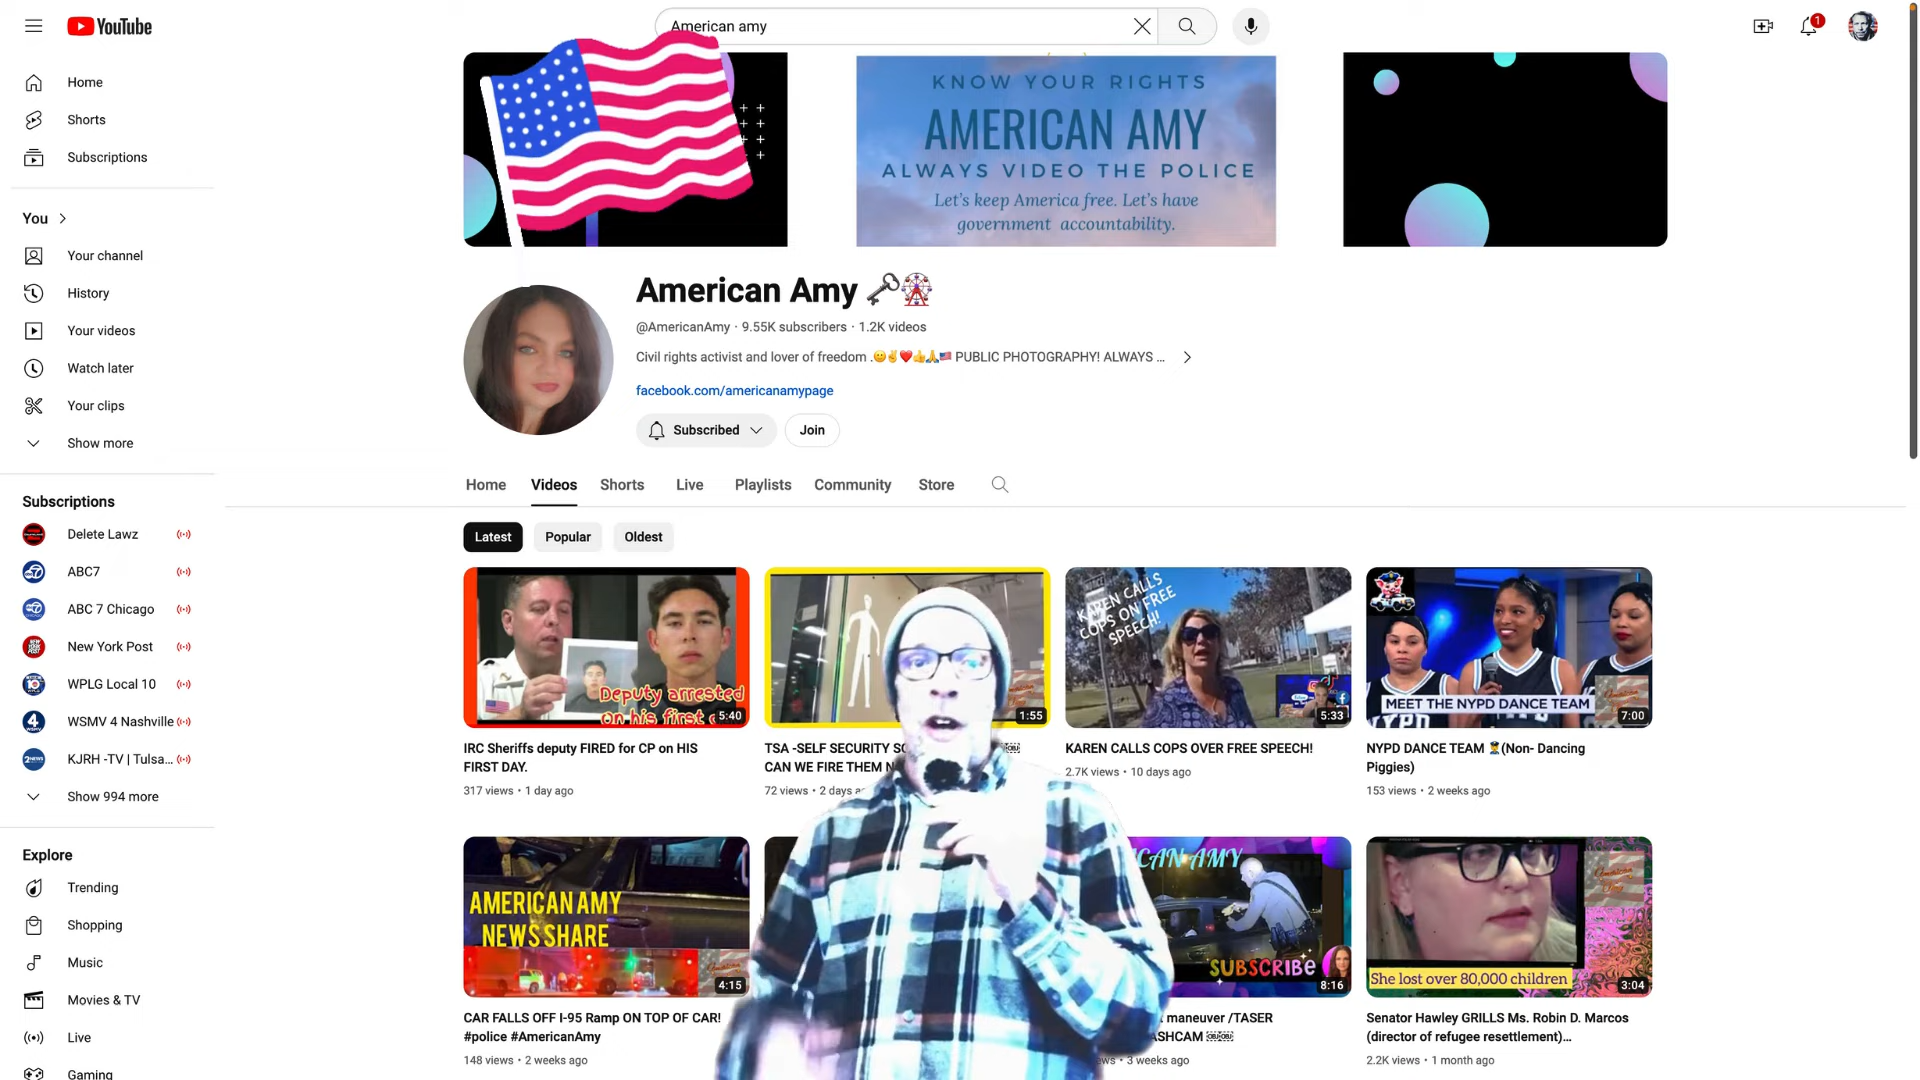 YouTube
American amy
1
Home
Shorts
Subscriptions
You
Your channel
History
Your videos
Watch later
Your clips
Show more
Subscriptions
Delete Lawz
ABC7
ABC 7 Chicago
New York Post
WPLG Local 10
WSMV 4 Nashville
KJRH -TV | Tulsa...
Show 994 more
Explore
Trending
Shopping
Music
Movies & TV
Live
Gaming
KNOW YOUR RIGHTS
AMERICAN AMY
ALWAYS VIDEO THE POLICE
Let's keep America free. Let's have
government accountability.
American Amy 🗝🎡
@AmericanAmy · 9.55K subscribers · 1.2K videos
Civil rights activist and lover of freedom .😀✌❤👍🙏🇺🇸 PUBLIC PHOTOGRAPHY! ALWAYS ...
facebook.com/americanamypage
Subscribed
Join
Home Videos Shorts Live Playlists Community Store
Latest Popular Oldest
Deputy arrested
on his first
5:40
IRC Sheriffs deputy FIRED for CP on HIS
FIRST DAY.
317 views · 1 day ago
1:55
TSA -SELF SECURITY
CAN WE FIRE THEM
72 views · 2 days
KAREN CALLS
COPS ON FREE
SPEECH!
5:33
KAREN CALLS COPS OVER FREE SPEECH!
2.7K views · 10 days ago
MEET THE NYPD DANCE TEAM
NYPD
7:00
NYPD DANCE TEAM 👮(Non- Dancing
Piggies)
153 views · 2 weeks ago
AMERICAN AMY
NEWS SHARE
4:15
CAR FALLS OFF I-95 Ramp ON TOP OF CAR!
#police #AmericanAmy
148 views · 2 weeks ago
CAN AMY
SUBSCRIBE
8:16
maneuver /TASER
ASHCAM
3 weeks ago
She lost over 80,000 children
3:04
Senator Hawley GRILLS Ms. Robin D. Marcos
(director of refugee resettlement)...
2.2K views · 1 month ago